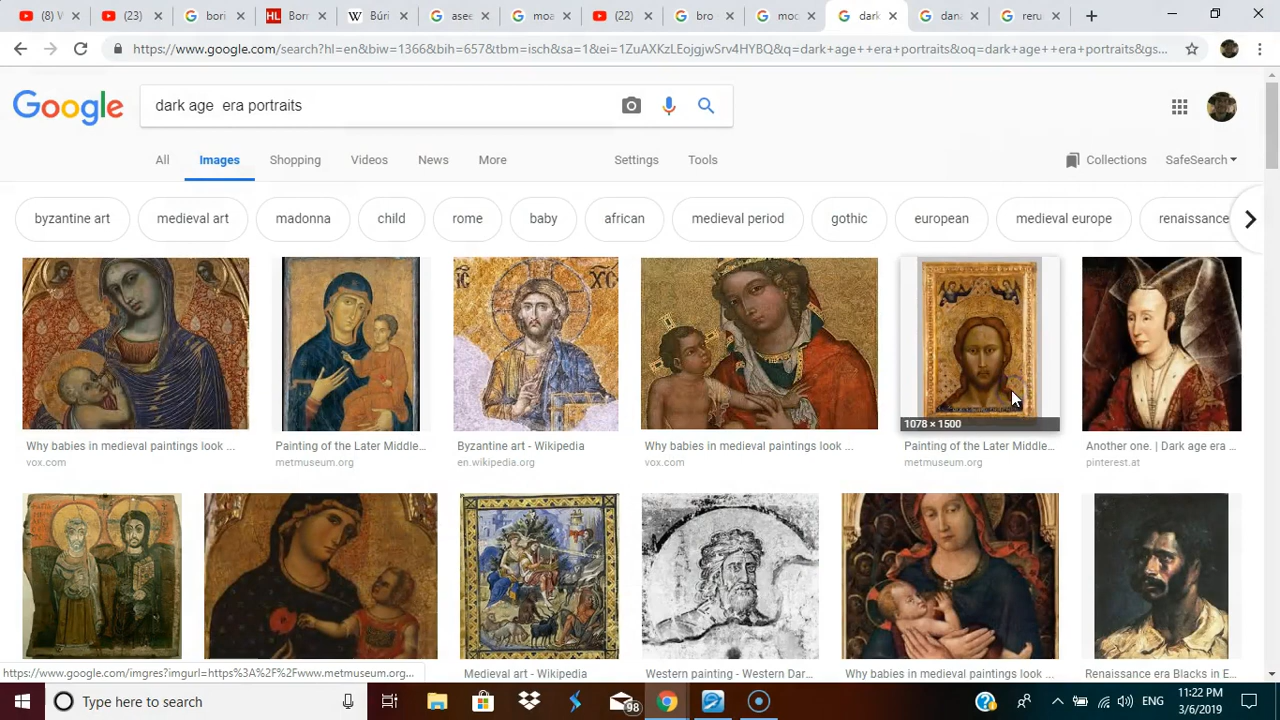 (8) V
(23)
bori
HL Borr
W Búri
asee
moa
(22)
bro
moc
dark
dana
reru
https://www.google.com/search?hl=en&biw=1366&bih=657&tbm=isch&sa=1&ei=1ZuAXKzLEojgjwSrv4HYBQ&q=dark+age++era+portraits&oq=dark+age++era+portraits&gs...
Google
dark age  era portraits
All Images Shopping Videos News More Settings Tools Collections SafeSearch
byzantine art medieval art madonna child rome baby african medieval period gothic european medieval europe renaissance
1078 × 1500
Why babies in medieval paintings look ...
vox.com
Painting of the Later Middle...
metmuseum.org
Byzantine art - Wikipedia
en.wikipedia.org
Why babies in medieval paintings look ...
vox.com
Painting of the Later Middle...
metmuseum.org
Another one. | Dark age era ...
pinterest.at
Medieval art - Wikipedia
Western painting - Western Dar...
Why babies in medieval paintings look ...
Renaissance era Blacks in E...
https://www.google.com/imgres?imgurl=https%3A%2F%2Fwww.metmuseum.org...
Type here to search
98
ENG
11:22 PM
3/6/2019